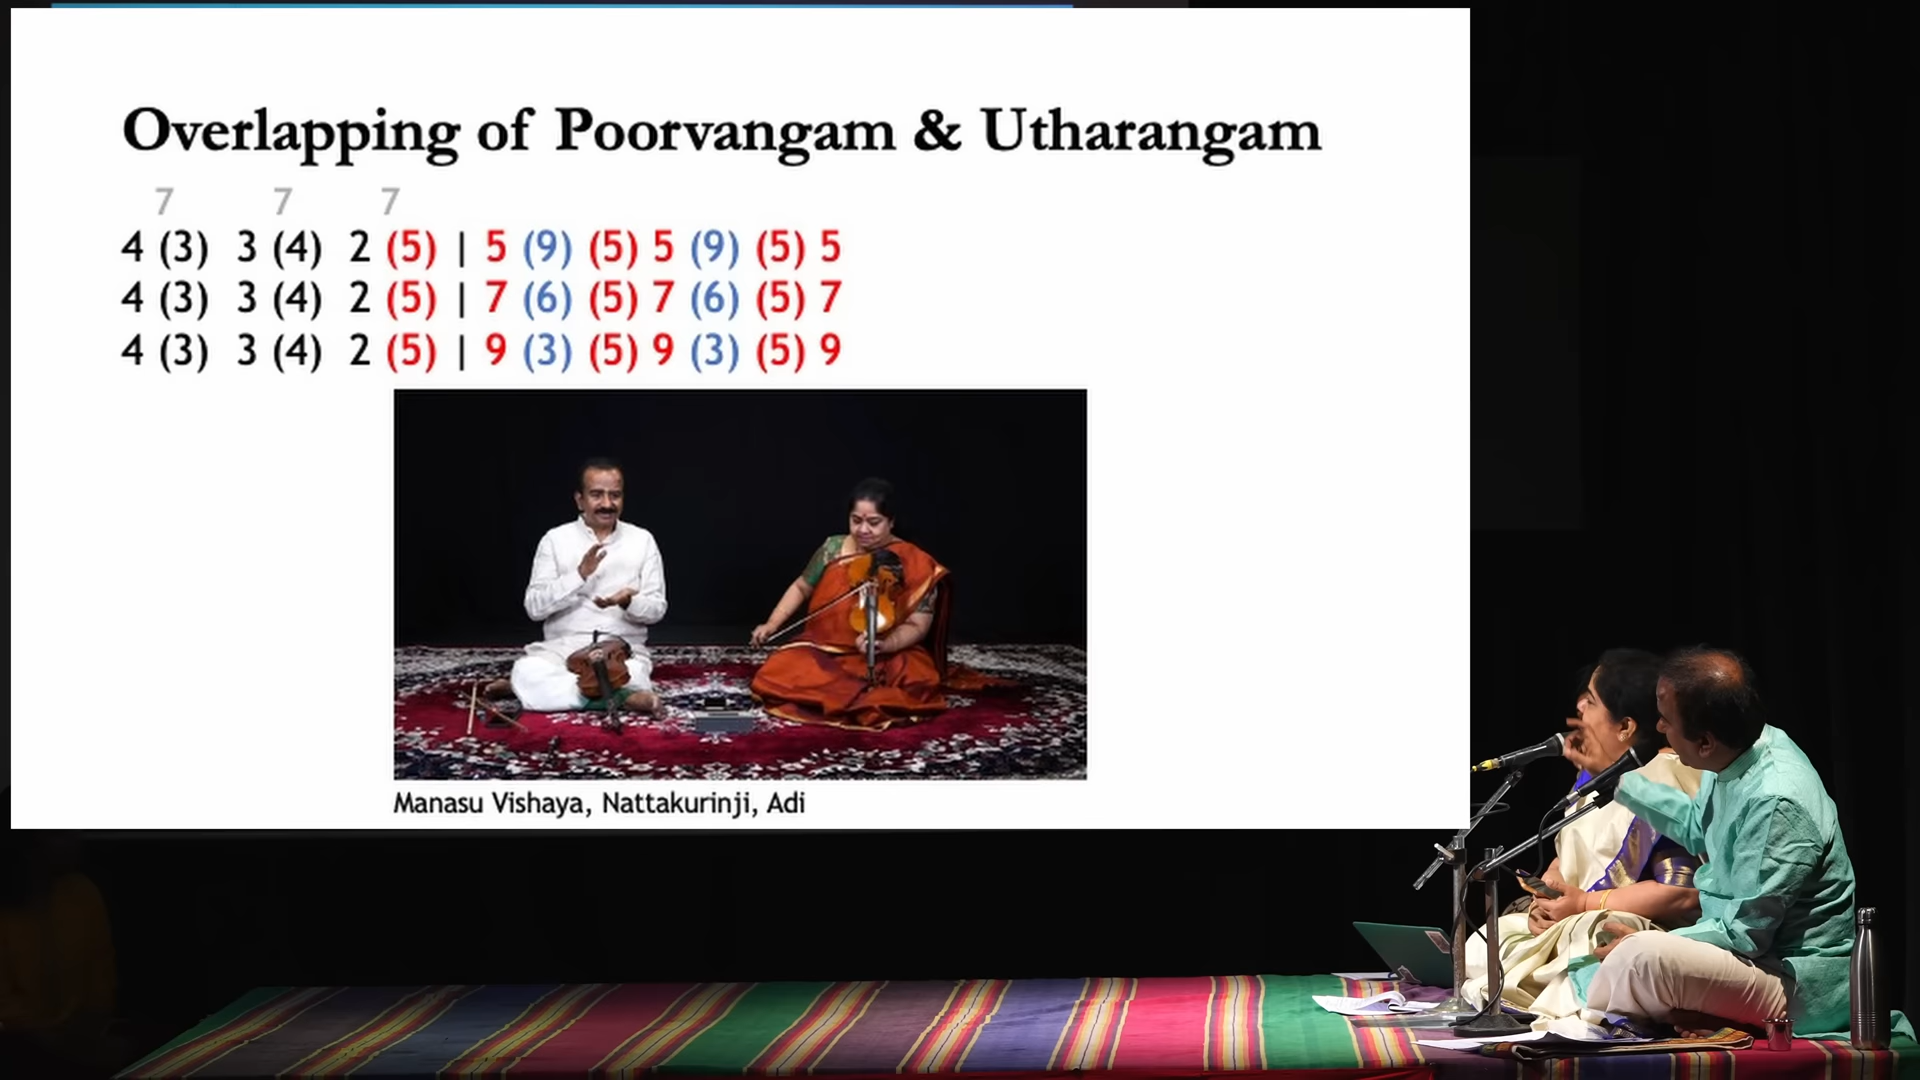 Overlapping of Poorvangam & Utharangam
7 7 7
4 (3) 3 (4) 2 (5) | 5 (9) (5) 5 (9) (5) 5
4 (3) 3 (4) 2 (5) | 7 (6) (5) 7 (6) (5) 7
4 (3) 3 (4) 2 (5) | 9 (3) (5) 9 (3) (5) 9
Manasu Vishaya, Nattakurinji, Adi